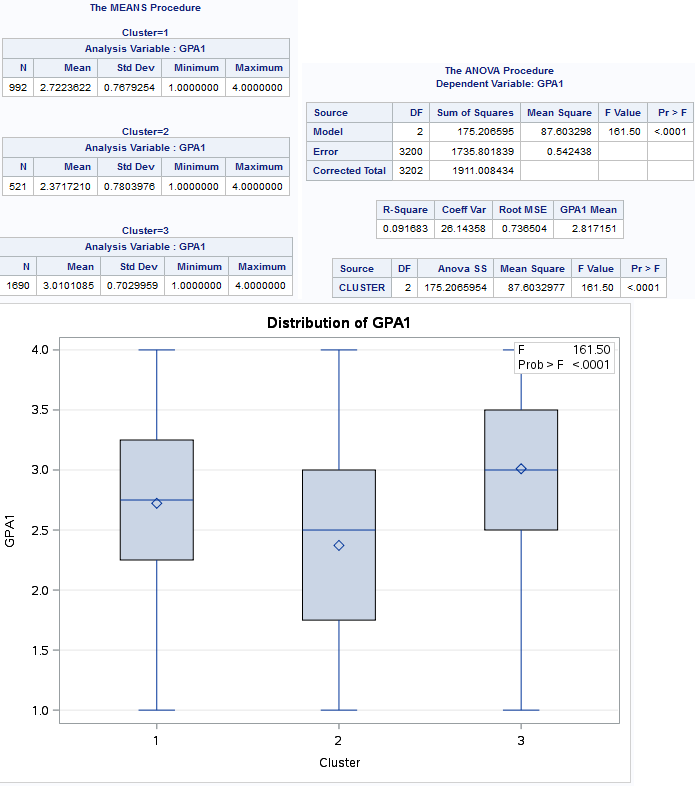 The MEANS Procedure
Cluster=1
Analysis Variable : GPA1
N Mean Std Dev Minimum Maximum
992 2.7223622 0.7679254 1.0000000 4.0000000
Cluster=2
Analysis Variable : GPA1
N Mean Std Dev Minimum Maximum
521 2.3717210 0.7803976 1.0000000 4.0000000
Cluster=3
Analysis Variable : GPA1
N Mean Std Dev Minimum Maximum
1690 3.0101085 0.7029959 1.0000000 4.0000000
The ANOVA Procedure
Dependent Variable: GPA1
Source DF Sum of Squares Mean Square F Value Pr > F
Model 2 175.206595 87.603298 161.50 <.0001
Error 3200 1735.801839 0.542438
Corrected Total 3202 1911.008434
R-Square Coeff Var Root MSE GPA1 Mean
0.091683 26.14358 0.736504 2.817151
Source DF Anova SS Mean Square F Value Pr > F
CLUSTER 2 175.2065954 87.6032977 161.50 <.0001
Distribution of GPA1
F 161.50
Prob > F <.0001
4.0
3.5
3.0
2.5
2.0
1.5
1.0
GPA1
1 2 3
Cluster